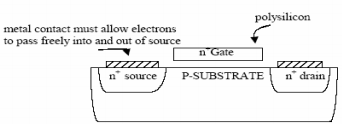 polysilicon
metal contact must allow electrons
to pass freely into and out of source
n⁻Gate
n⁺ source
P-SUBSTRATE
n⁺ drain